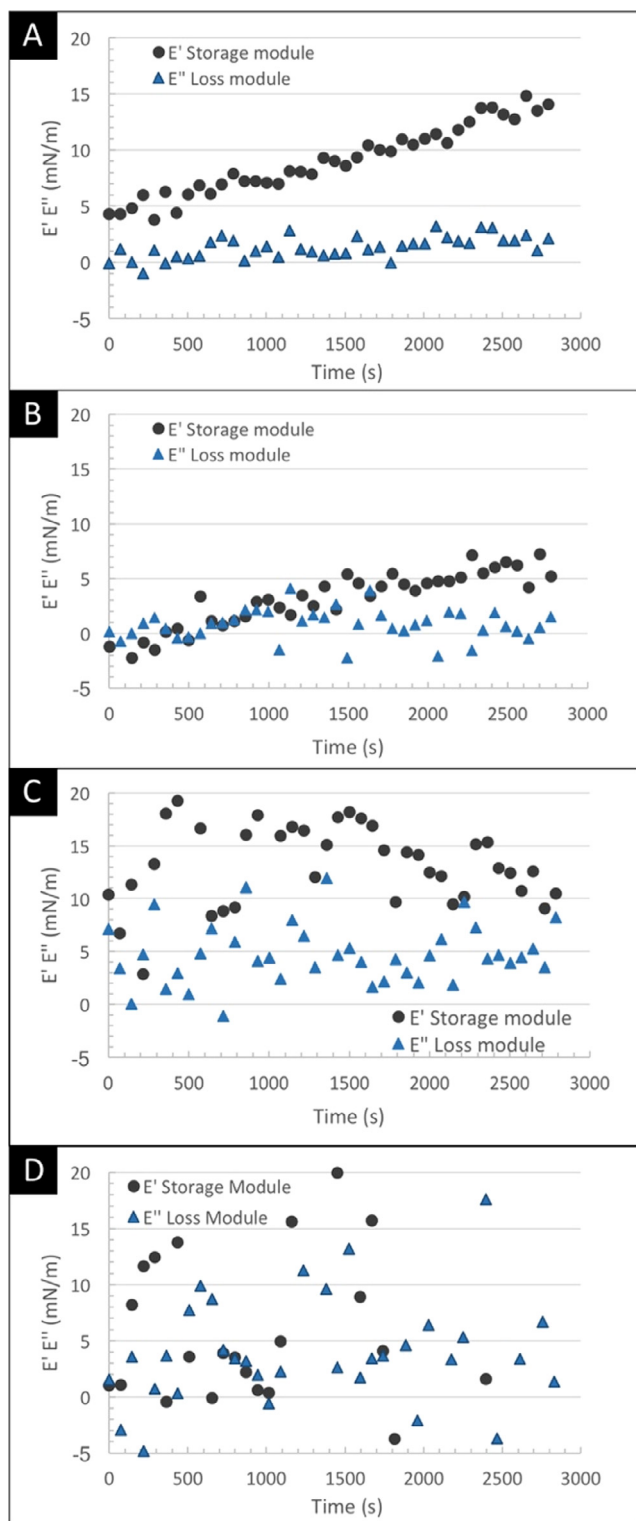 A
E' Storage module
E" Loss module
E' E" (mN/m)
20
15
10
5
0
-5
0 500 1000 1500 2000 2500 3000
Time (s)
B
E' Storage module
E" Loss module
E' E" (mN/m)
20
15
10
5
0
-5
0 500 1000 1500 2000 2500 3000
Time (s)
C
E' E" (mN/m)
20
15
10
5
0
-5
E' Storage module
E" Loss module
0 500 1000 1500 2000 2500 3000
Time (s)
D
E' Storage Module
E" Loss Module
E' E" (mN/m)
20
15
10
5
0
-5
0 500 1000 1500 2000 2500 3000
Time (s)